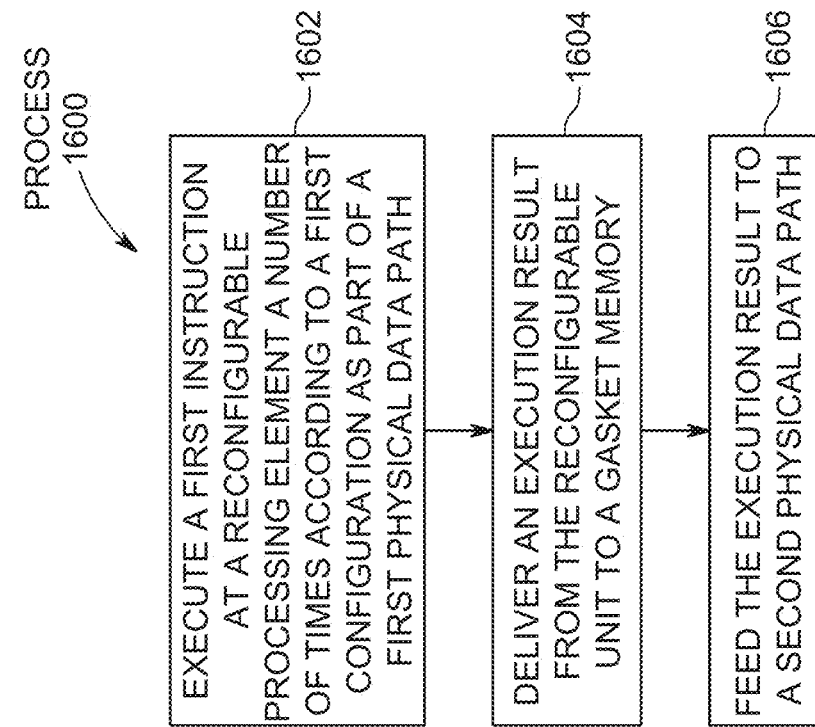 PROCESS
1600
EXECUTE A FIRST INSTRUCTION
AT A RECONFIGURABLE
PROCESSING ELEMENT A NUMBER
OF TIMES ACCORDING TO A FIRST
CONFIGURATION AS PART OF A
FIRST PHYSICAL DATA PATH
1602
DELIVER AN EXECUTION RESULT
FROM THE RECONFIGURABLE
UNIT TO A GASKET MEMORY
1604
FEED THE EXECUTION RESULT TO
A SECOND PHYSICAL DATA PATH
1606